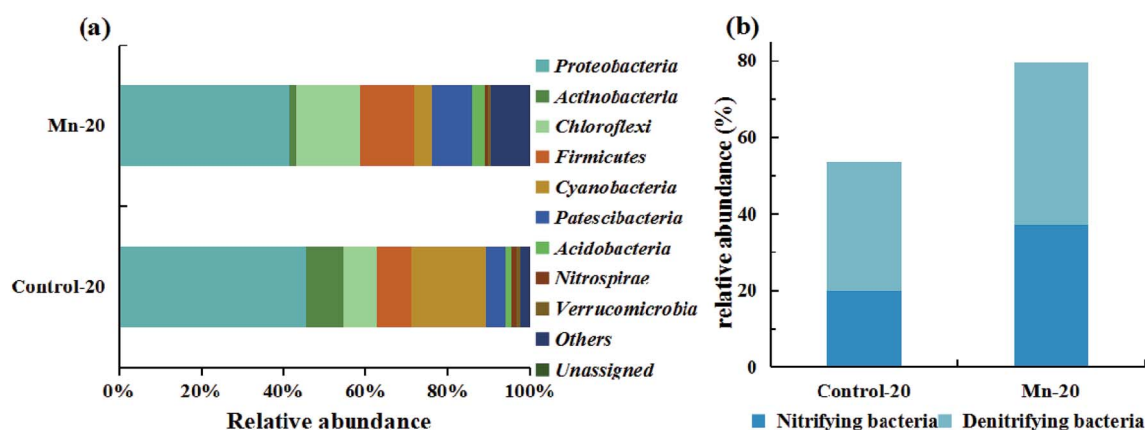 (a)
Mn-20
Control-20
0% 20% 40% 60% 80% 100%
Relative abundance
Proteobacteria
Actinobacteria
Chloroflexi
Firmicutes
Cyanobacteria
Patescibacteria
Acidobacteria
Nitrospirae
Verrucomicrobia
Others
Unassigned
(b)
relative abundance (%)
80
60
40
20
0
Control-20 Mn-20
Nitrifying bacteria Denitrifying bacteria